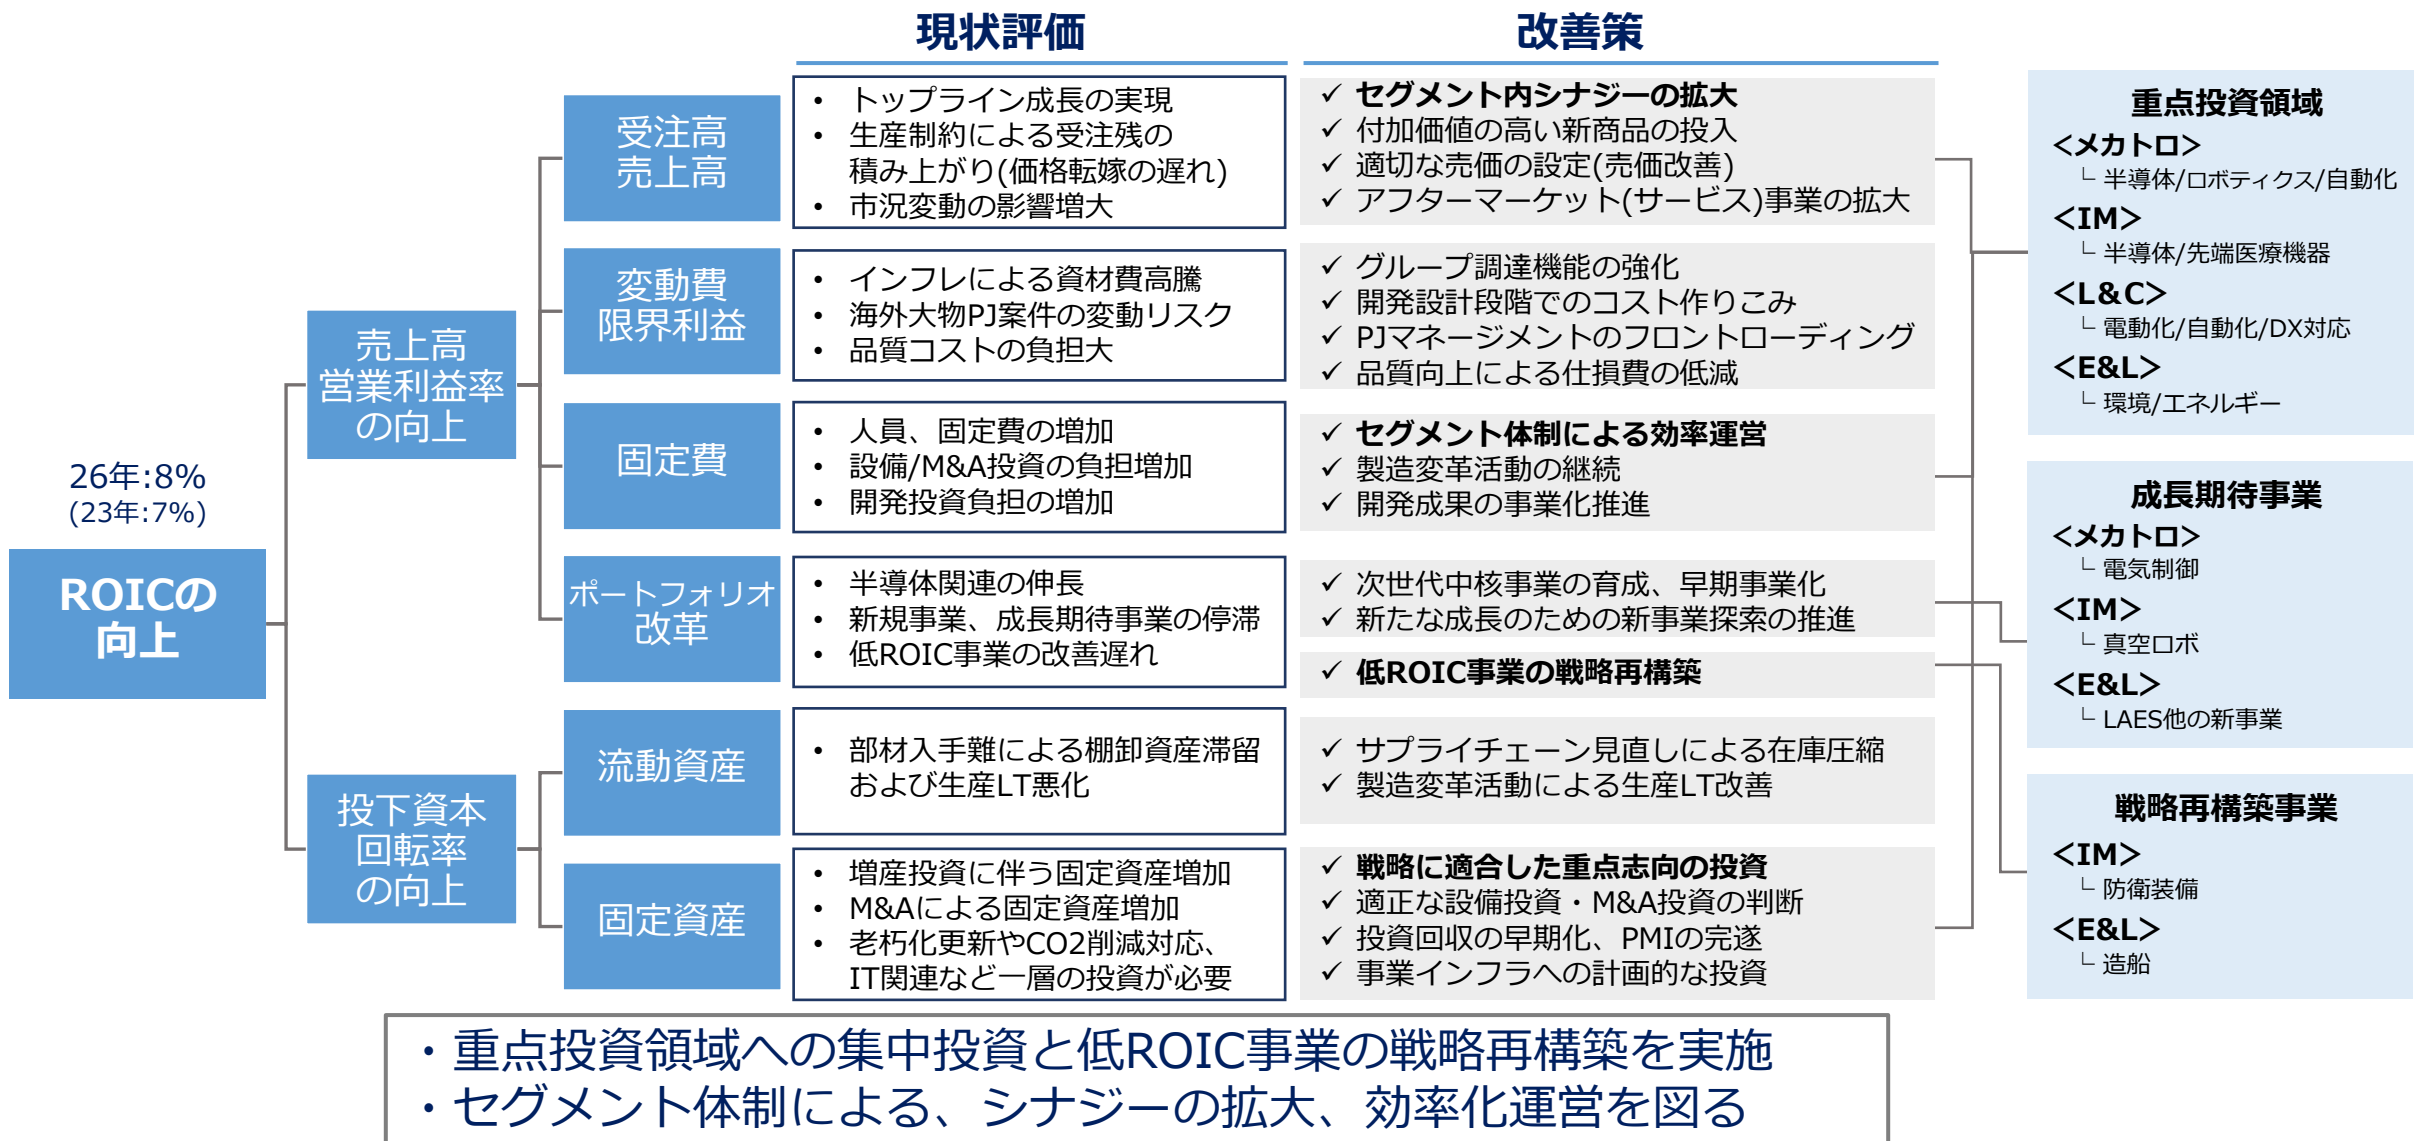 現状評価
改善策
26年:8%
(23年:7%)
ROICの
向上
売上高
営業利益率
の向上
投下資本
回転率
の向上
受注高
売上高
• トップライン成長の実現
• 生産制約による受注残の
積み上がり(価格転嫁の遅れ)
• 市況変動の影響増大
✓ セグメント内シナジーの拡大
✓ 付加価値の高い新商品の投入
✓ 適切な売価の設定(売価改善)
✓ アフターマーケット(サービス)事業の拡大
変動費
限界利益
• インフレによる資材費高騰
• 海外大物PJ案件の変動リスク
• 品質コストの負担大
✓ グループ調達機能の強化
✓ 開発設計段階でのコスト作りこみ
✓ PJマネージメントのフロントローディング
✓ 品質向上による仕損費の低減
固定費
• 人員、固定費の増加
• 設備/M&A投資の負担増加
• 開発投資負担の増加
✓ セグメント体制による効率運営
✓ 製造変革活動の継続
✓ 開発成果の事業化推進
ポートフォリオ
改革
• 半導体関連の伸長
• 新規事業、成長期待事業の停滞
• 低ROIC事業の改善遅れ
✓ 次世代中核事業の育成、早期事業化
✓ 新たな成長のための新事業探索の推進
✓ 低ROIC事業の戦略再構築
流動資産
• 部材入手難による棚卸資産滞留
および生産LT悪化
✓ サプライチェーン見直しによる在庫圧縮
✓ 製造変革活動による生産LT改善
固定資産
• 増産投資に伴う固定資産増加
• M&Aによる固定資産増加
• 老朽化更新やCO2削減対応、
IT関連など一層の投資が必要
✓ 戦略に適合した重点志向の投資
✓ 適正な設備投資・M&A投資の判断
✓ 投資回収の早期化、PMIの完遂
✓ 事業インフラへの計画的な投資
重点投資領域
<メカトロ>
└ 半導体/ロボティクス/自動化
<IM>
└ 半導体/先端医療機器
<L&C>
└ 電動化/自動化/DX対応
<E&L>
└ 環境/エネルギー
成長期待事業
<メカトロ>
└ 電気制御
<IM>
└ 真空ロボ
<E&L>
└ LAES他の新事業
戦略再構築事業
<IM>
└ 防衛装備
<E&L>
└ 造船
・重点投資領域への集中投資と低ROIC事業の戦略再構築を実施
・セグメント体制による、シナジーの拡大、効率化運営を図る